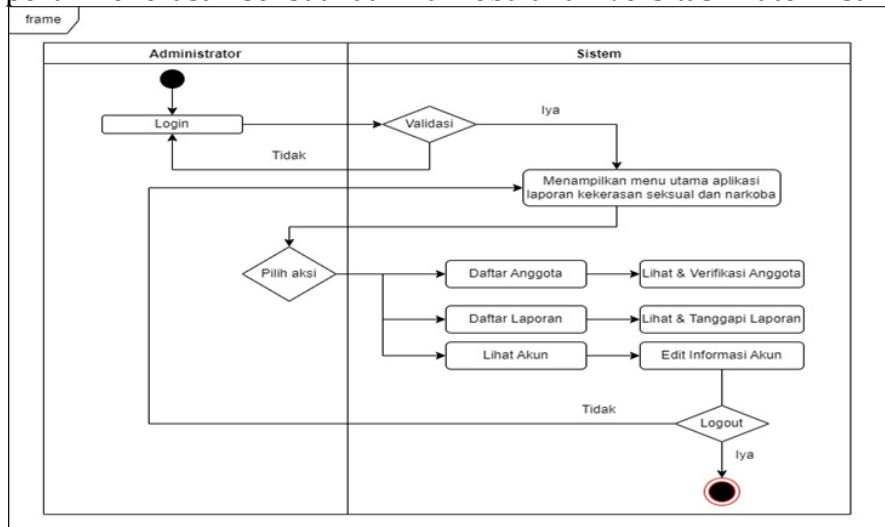 frame
Administrator
Sistem
Login
Validasi
Iya
Tidak
Menampilkan menu utama aplikasi
laporan kekerasan seksual dan narkoba
Pilih aksi
Daftar Anggota
Lihat & Verifikasi Anggota
Daftar Laporan
Lihat & Tanggapi Laporan
Lihat Akun
Edit Informasi Akun
Tidak
Logout
Iya